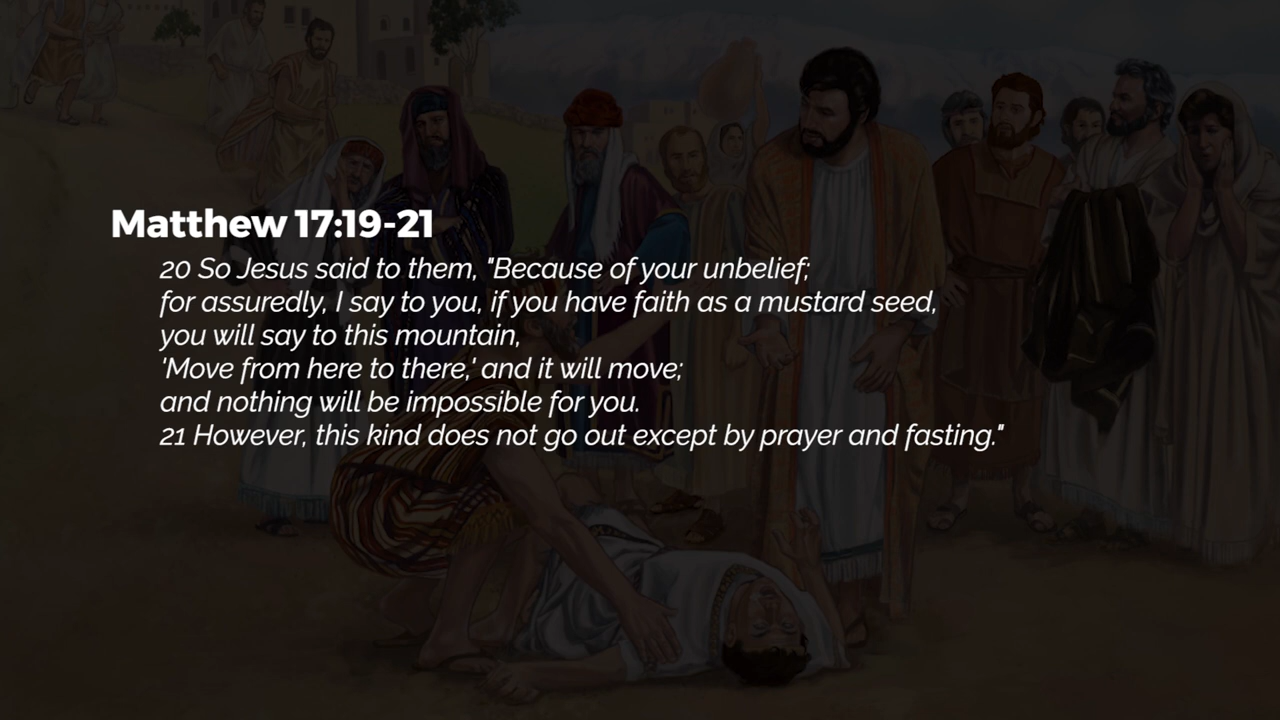 Matthew 17:19-21
20 So Jesus said to them, "Because of your unbelief;
for assuredly, I say to you, if you have faith as a mustard seed,
you will say to this mountain,
'Move from here to there,' and it will move;
and nothing will be impossible for you.
21 However, this kind does not go out except by prayer and fasting."